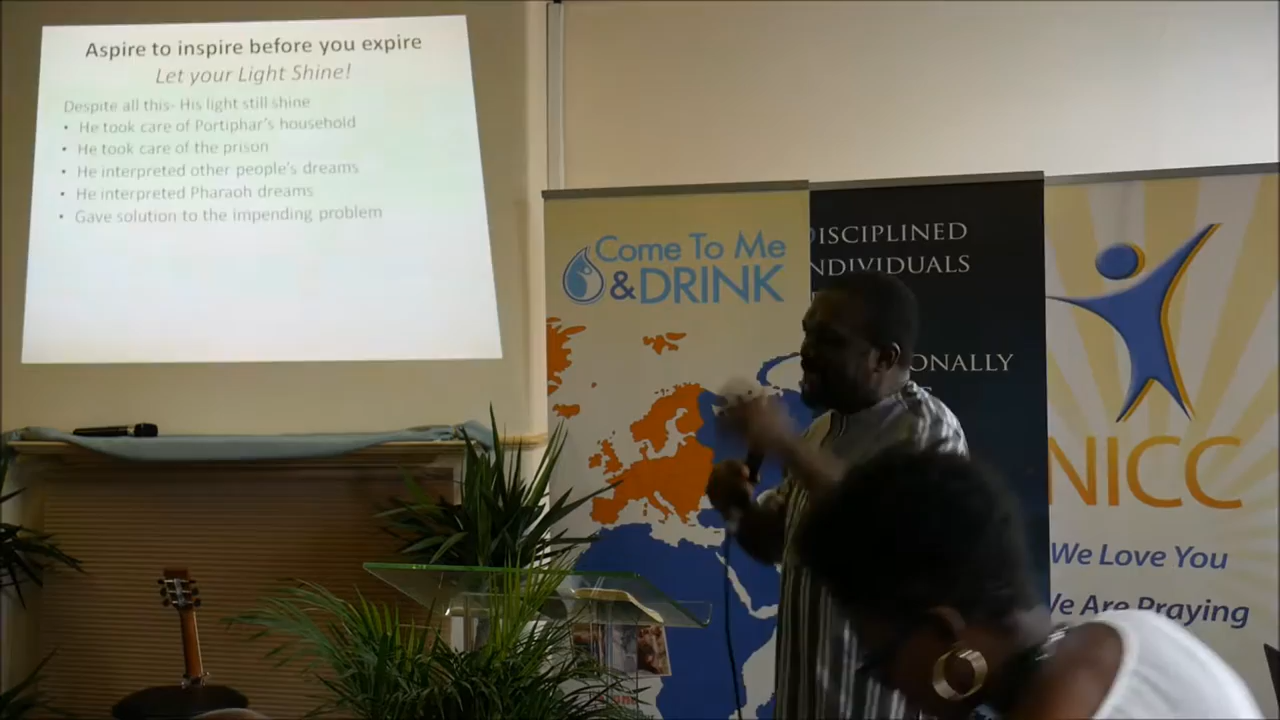 Aspire to inspire before you expire
Let your Light Shine!
Despite all this- His light still shine
• He took care of Portiphar's household
• He took care of the prison
• He interpreted other people's dreams
• He interpreted Pharaoh dreams
• Gave solution to the impending problem
Come To Me
& DRINK
DISCIPLINED
INDIVIDUALS
ONALLY
NICC
We Love You
We Are Praying